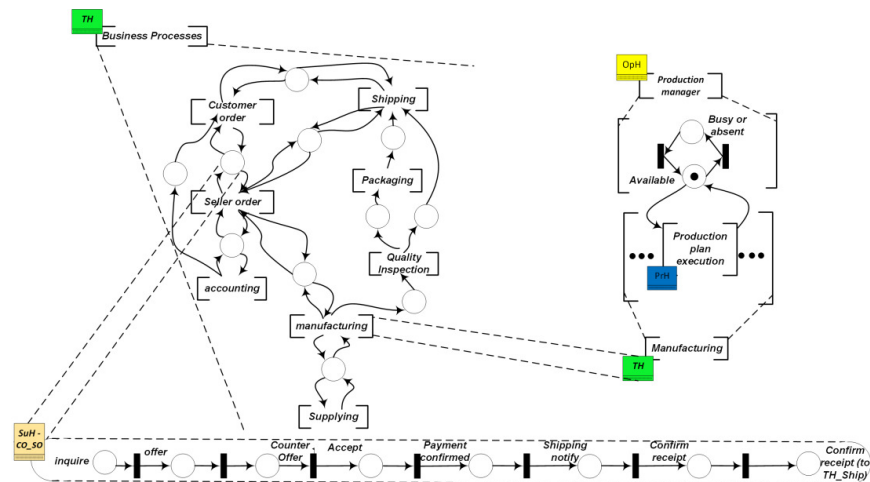 TH
Business Processes
OpH
Production
manager
Customer
order
Shipping
Busy or
absent
Packaging
Available
Seller order
Production
plan
execution
PrH
Quality
Inspection
accounting
manufacturing
Manufacturing
TH
Supplying
SuH -
CO_SO
inquire
offer
Counter
Offer
Accept
Payment
confirmed
Shipping
notify
Confirm
receipt
Confirm
receipt (to
TH_Ship)